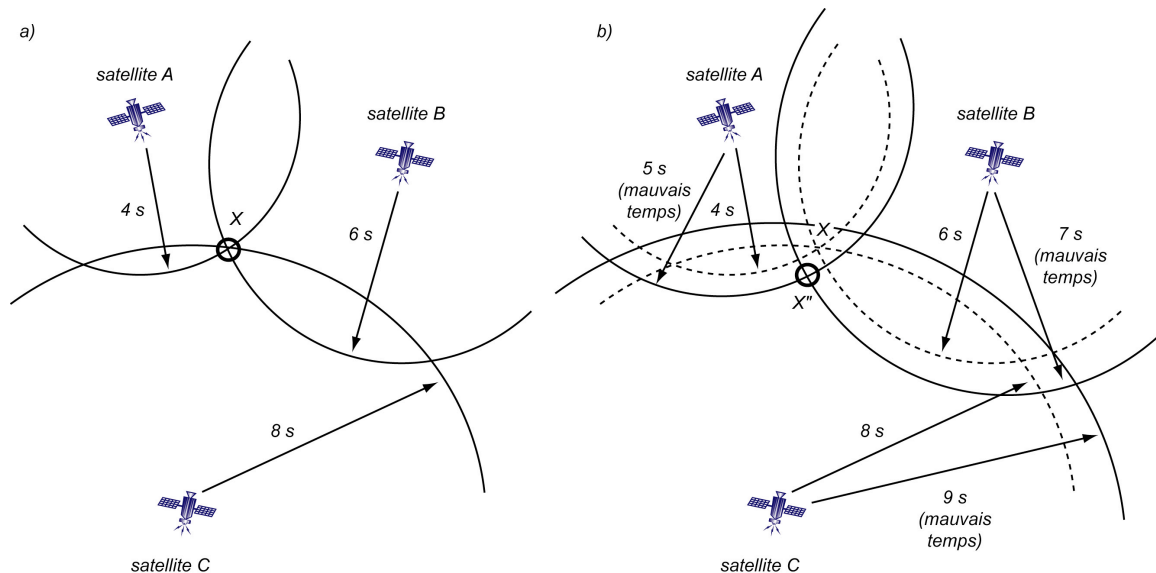 a)
satellite A
satellite B
4 s
X
6 s
8 s
satellite C
b)
satellite A
satellite B
5 s
(mauvais
temps)
4 s
X
6 s
7 s
(mauvais
temps)
X"
8 s
9 s
(mauvais
temps)
satellite C